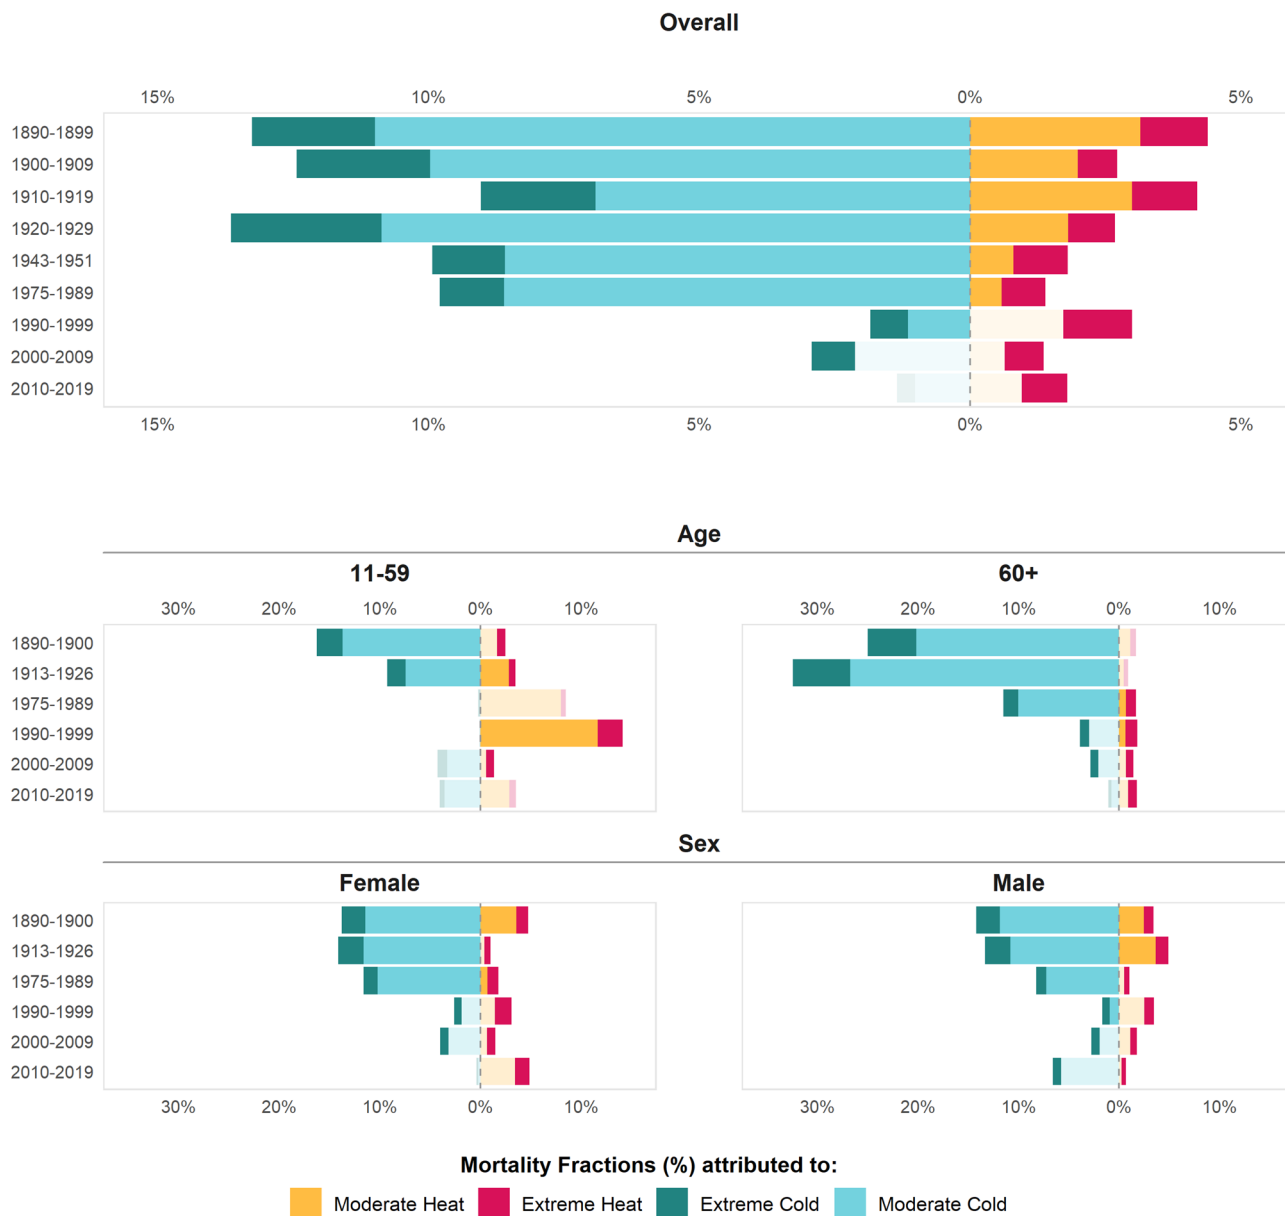 Overall
15% 10% 5% 0% 5%
1890-1899
1900-1909
1910-1919
1920-1929
1943-1951
1975-1989
1990-1999
2000-2009
2010-2019
15% 10% 5% 0% 5%
Age
11-59 60+
30% 20% 10% 0% 10% 30% 20% 10% 0% 10%
1890-1900
1913-1926
1975-1989
1990-1999
2000-2009
2010-2019
Sex
Female Male
1890-1900
1913-1926
1975-1989
1990-1999
2000-2009
2010-2019
30% 20% 10% 0% 10% 30% 20% 10% 0% 10%
Mortality Fractions (%) attributed to:
Moderate Heat Extreme Heat Extreme Cold Moderate Cold